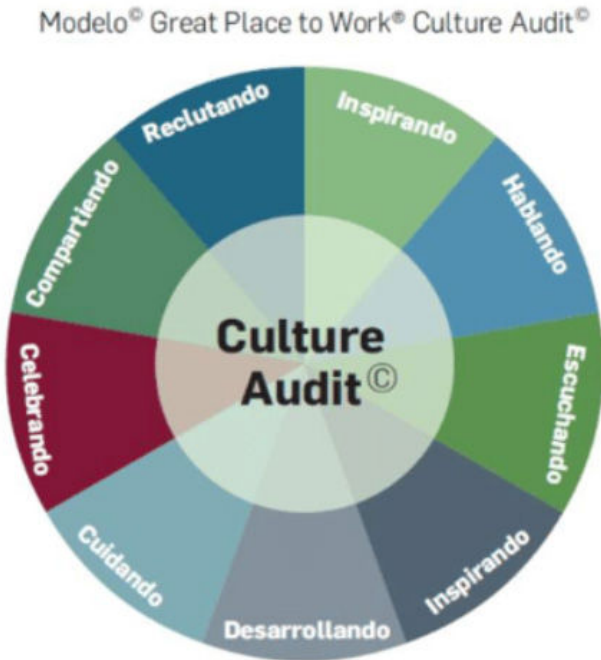 Modelo© Great Place to Work® Culture Audit©
Inspirando
Hablando
Escuchando
Inspirando
Desarrollando
Cuidando
Celebrando
Compartiendo
Reclutando
Culture
Audit©